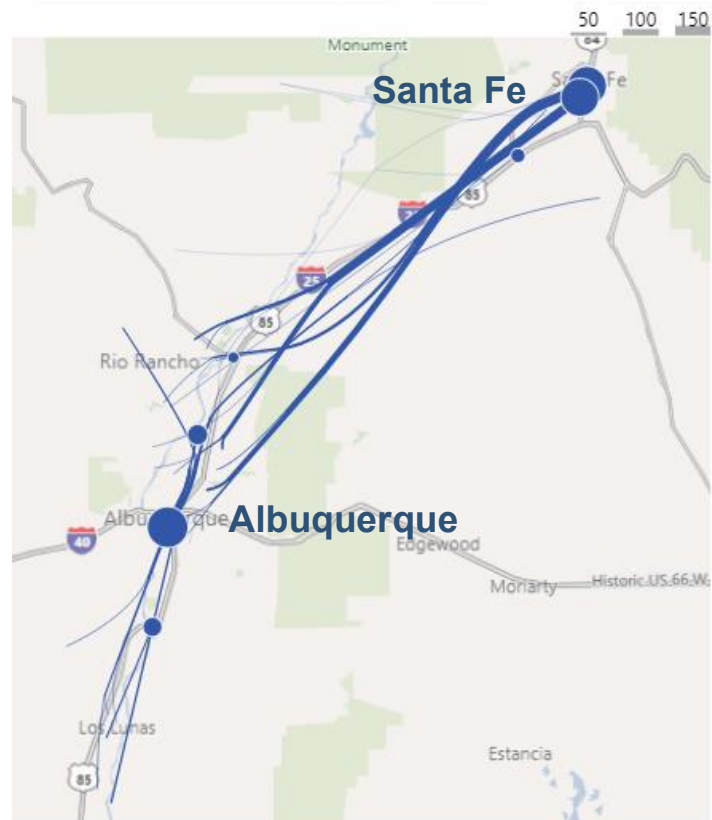 50 100 150
84
Monument
Santa Fe
85
25
85
Rio Rancho
Albuquerque
40
Edgewood
Moriarty
Historic US 66 W
Los Lunas
85
Estancia